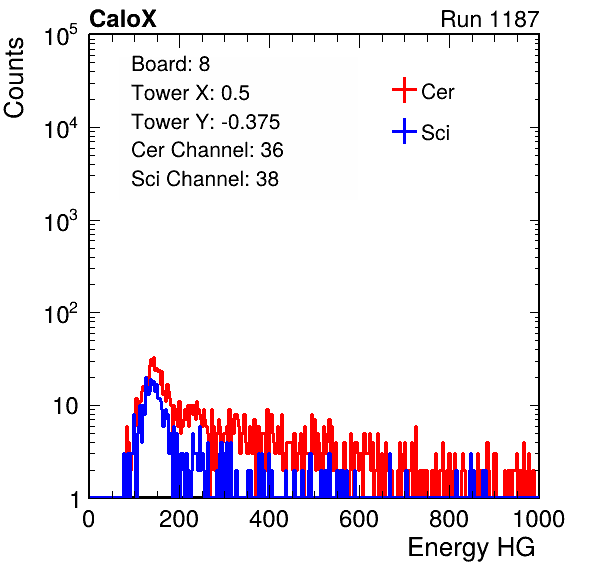 CaloX Run 1187
Counts
10^5
10^4
10^3
10^2
10
1
Board: 8
Tower X: 0.5
Tower Y: -0.375
Cer Channel: 36
Sci Channel: 38
Cer
Sci
0 200 400 600 800 1000
Energy HG